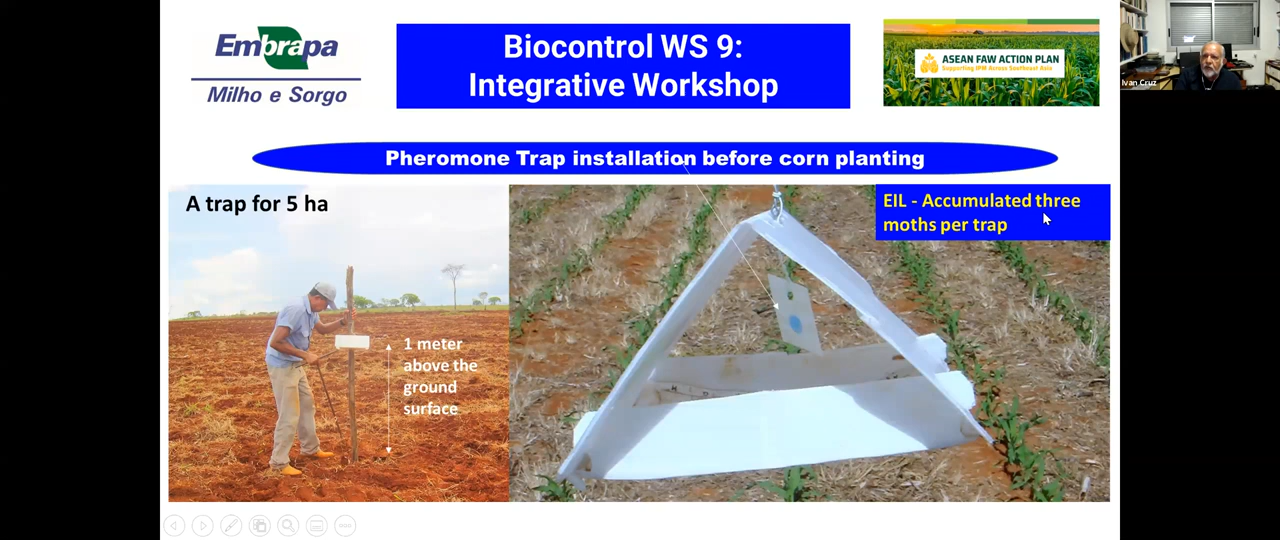 Embrapa
Milho e Sorgo
Biocontrol WS 9:
Integrative Workshop
ASEAN FAW ACTION PLAN
Supporting IPM Across Southeast Asia
Ivan Cruz
Pheromone Trap installation before corn planting
A trap for 5 ha
EIL - Accumulated three
moths per trap
1 meter
above the
ground
surface